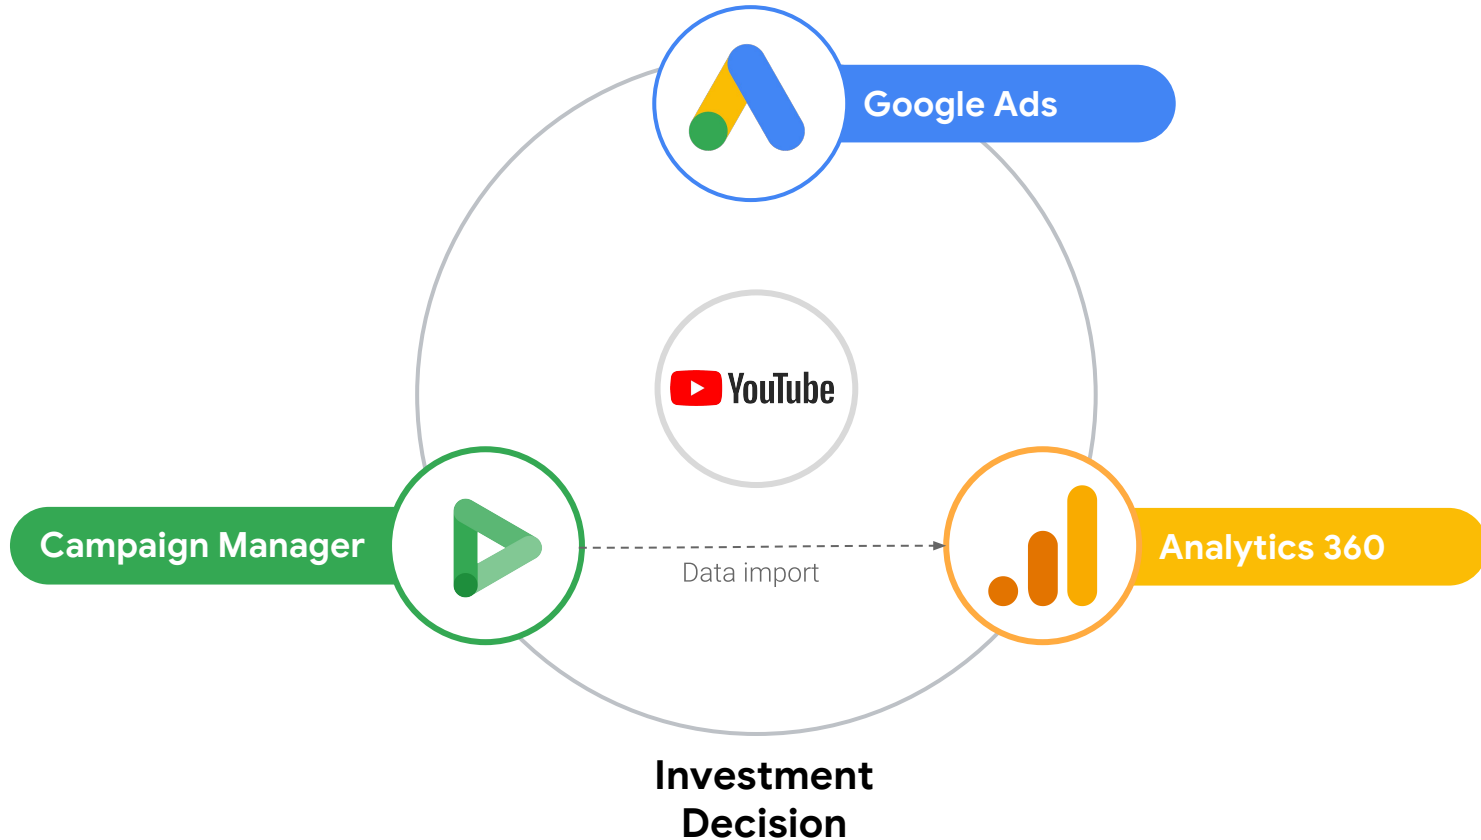 Google Ads
YouTube
Campaign Manager
Data import
Analytics 360
Investment
Decision